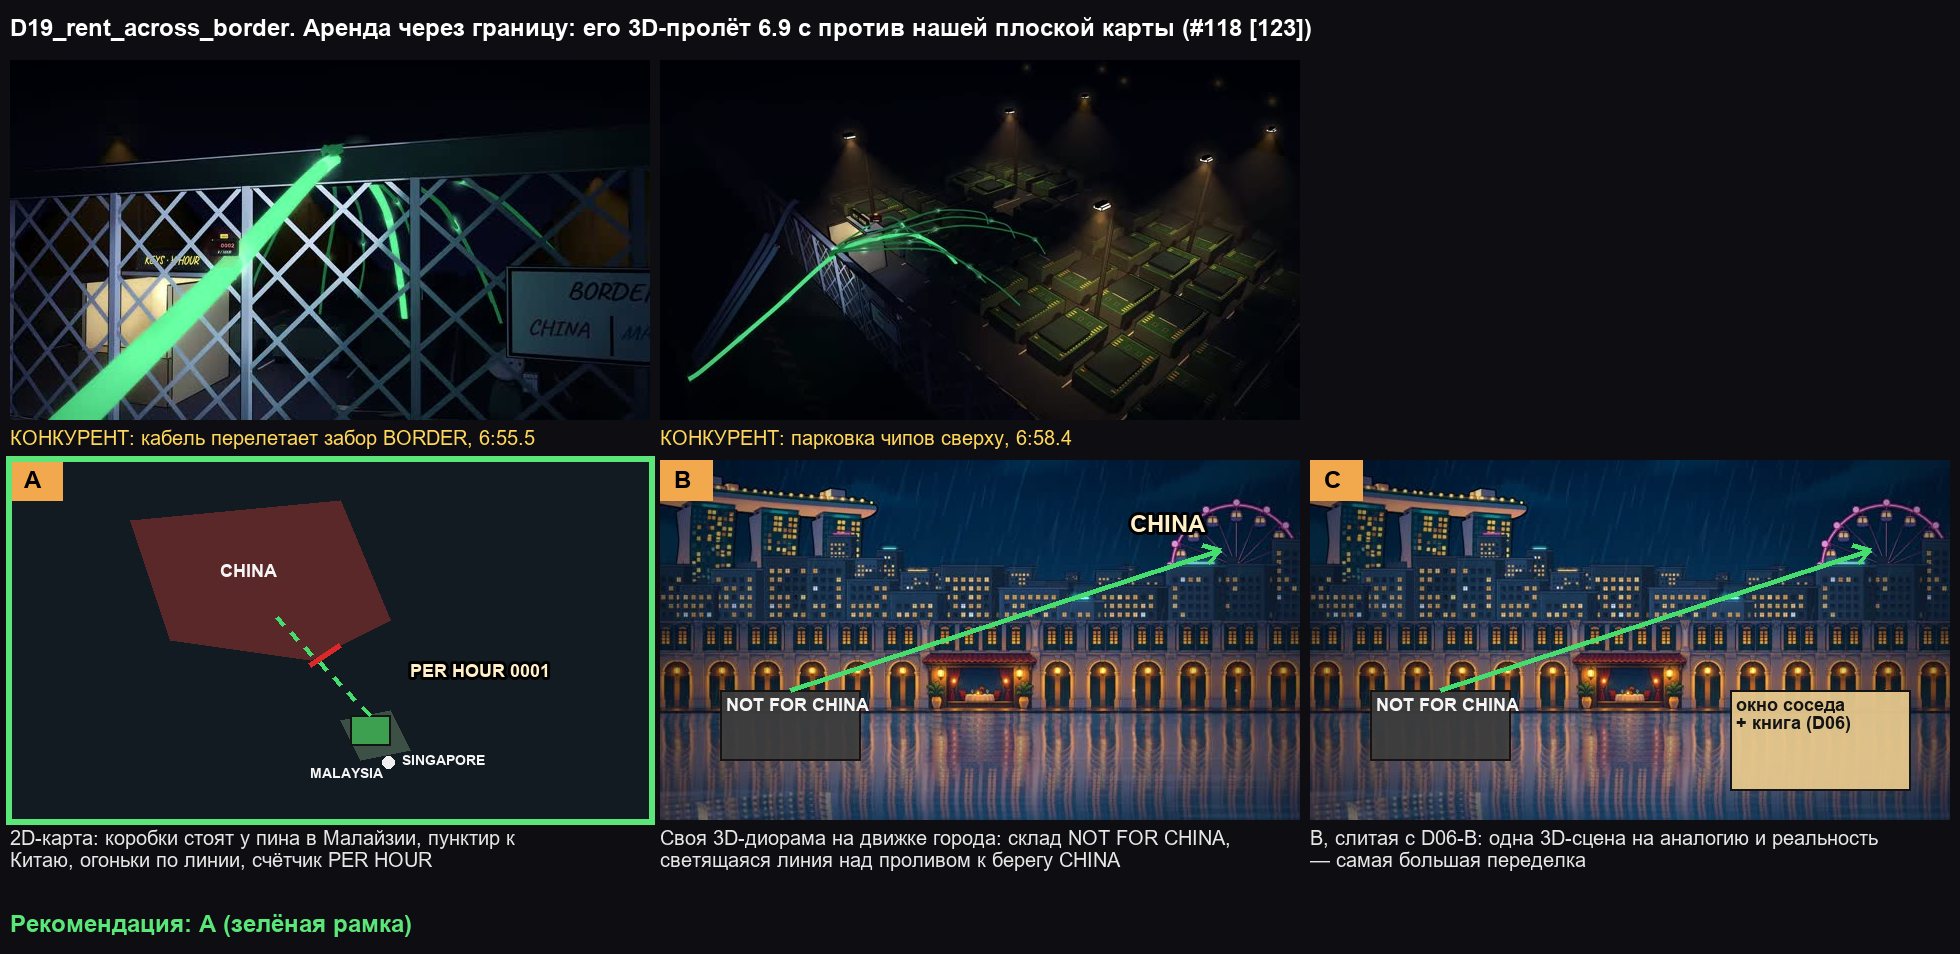 D19_rent_across_border. Аренда через границу: его 3D-пролёт 6.9 с против нашей плоской карты (#118 [123])
KEYS
HOUR
0002
BORDE
CHINA
MA
КОНКУРЕНТ: кабель перелетает забор BORDER, 6:55.5
КОНКУРЕНТ: парковка чипов сверху, 6:58.4
A
CHINA
PER HOUR 0001
SINGAPORE
MALAYSIA
2D-карта: коробки стоят у пина в Малайзии, пунктир к
Китаю, огоньки по линии, счётчик PER HOUR
B
CHINA
NOT FOR CHINA
Своя 3D-диорама на движке города: склад NOT FOR CHINA,
светящаяся линия над проливом к берегу CHINA
C
NOT FOR CHINA
окно соседа
+ книга (D06)
B, слитая с D06-B: одна 3D-сцена на аналогию и реальность
— самая большая переделка
Рекомендация: A (зелёная рамка)